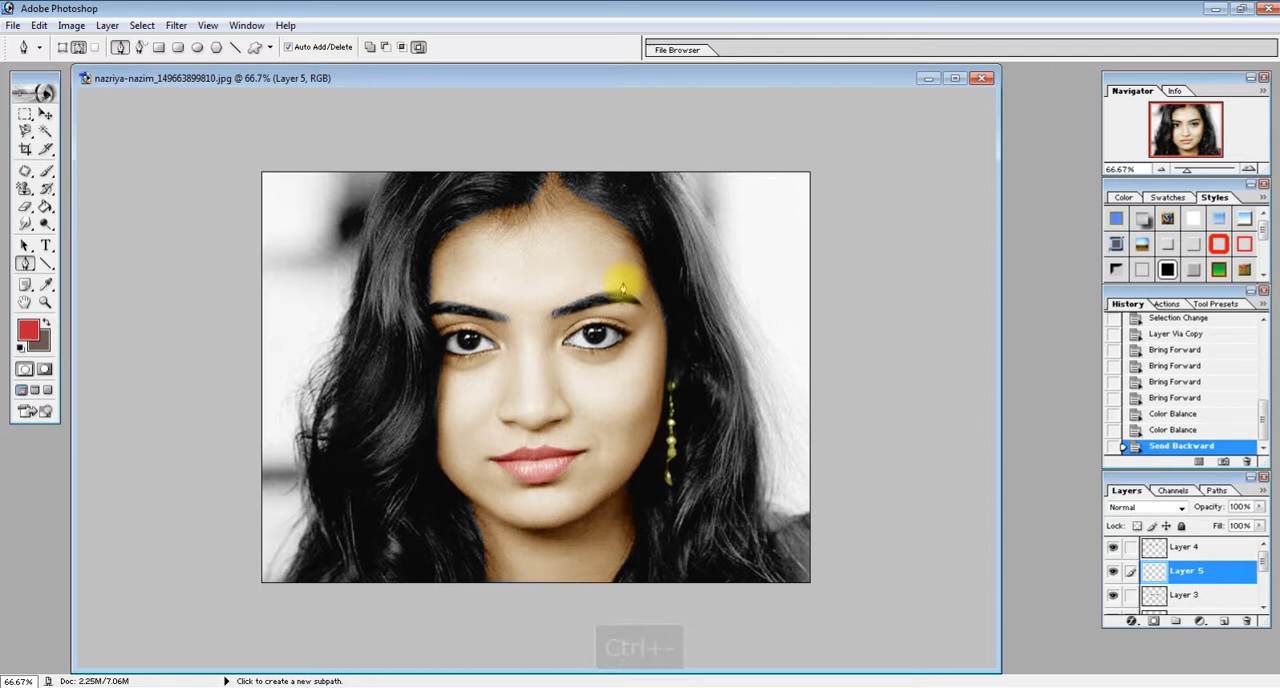 Adobe Photoshop
File Edit Image Layer Select Filter View Window Help
Auto Add/Delete
File Browser
nazriya-nazim_149663899810.jpg @ 66.7% (Layer 5, RGB)
Navigator Info
66.67%
Color Swatches Styles
T
History Actions Tool Presets
Selection Change
Layer Via Copy
Bring Forward
Bring Forward
Bring Forward
Bring Forward
Color Balance
Color Balance
Send Backward
Layers Channels Paths
Normal Opacity: 100%
Lock: Fill: 100%
Layer 4
Layer 5
Layer 3
Ctrl+-
66.67% Doc: 2.25M/7.06M Click to create a new subpath.